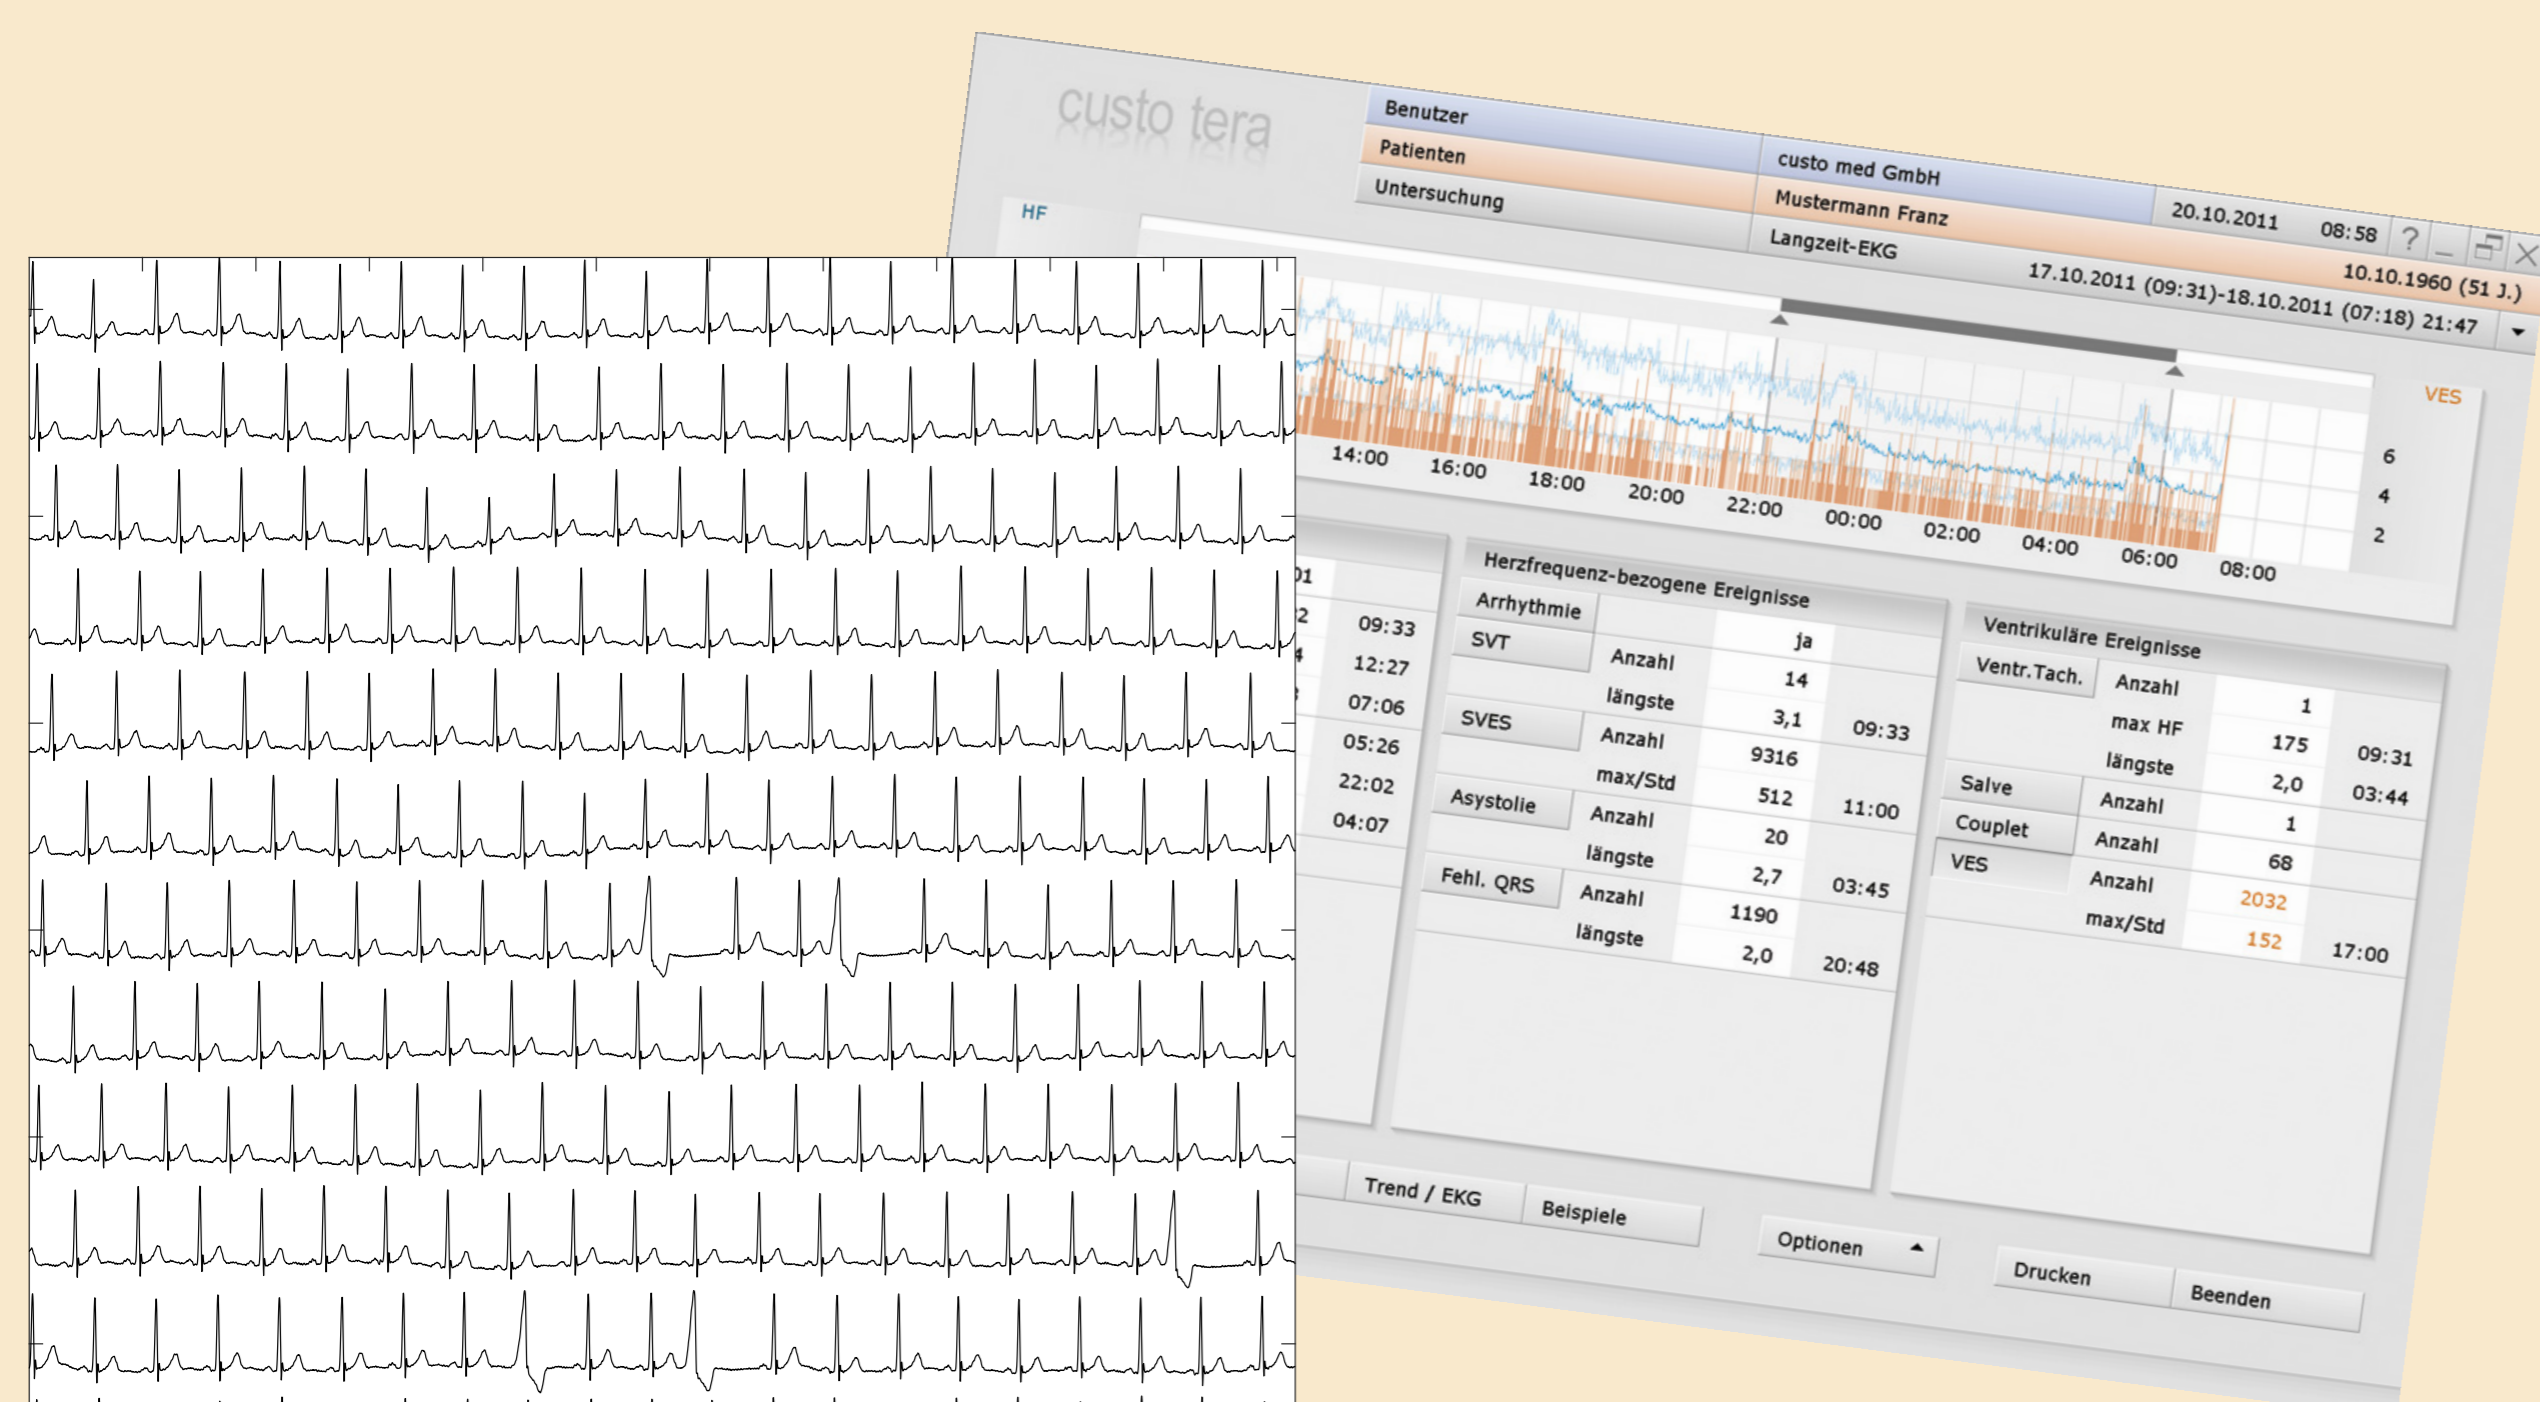 custo tera
Benutzer
custo med GmbH
20.10.2011 08:58 ?
Patienten
Mustermann Franz
10.10.1960 (51 J.)
Untersuchung
Langzeit-EKG
17.10.2011 (09:31)-18.10.2011 (07:18) 21:47
HF
VES
6
4
2
14:00 16:00 18:00 20:00 22:00 00:00 02:00 04:00 06:00 08:00
09:33
12:27
07:06
05:26
22:02
04:07
Herzfrequenz-bezogene Ereignisse
Arrhythmie ja
SVT Anzahl 14
längste 3,1 09:33
SVES Anzahl 9316
max/Std 512 11:00
Asystolie Anzahl 20
längste 2,7 03:45
Fehl. QRS Anzahl 1190
längste 2,0 20:48
Ventrikuläre Ereignisse
Ventr.Tach. Anzahl 1
max HF 175 09:31
längste 2,0 03:44
Salve Anzahl 1
Couplet Anzahl 68
VES Anzahl 2032
max/Std 152 17:00
Trend / EKG
Beispiele
Optionen
Drucken
Beenden